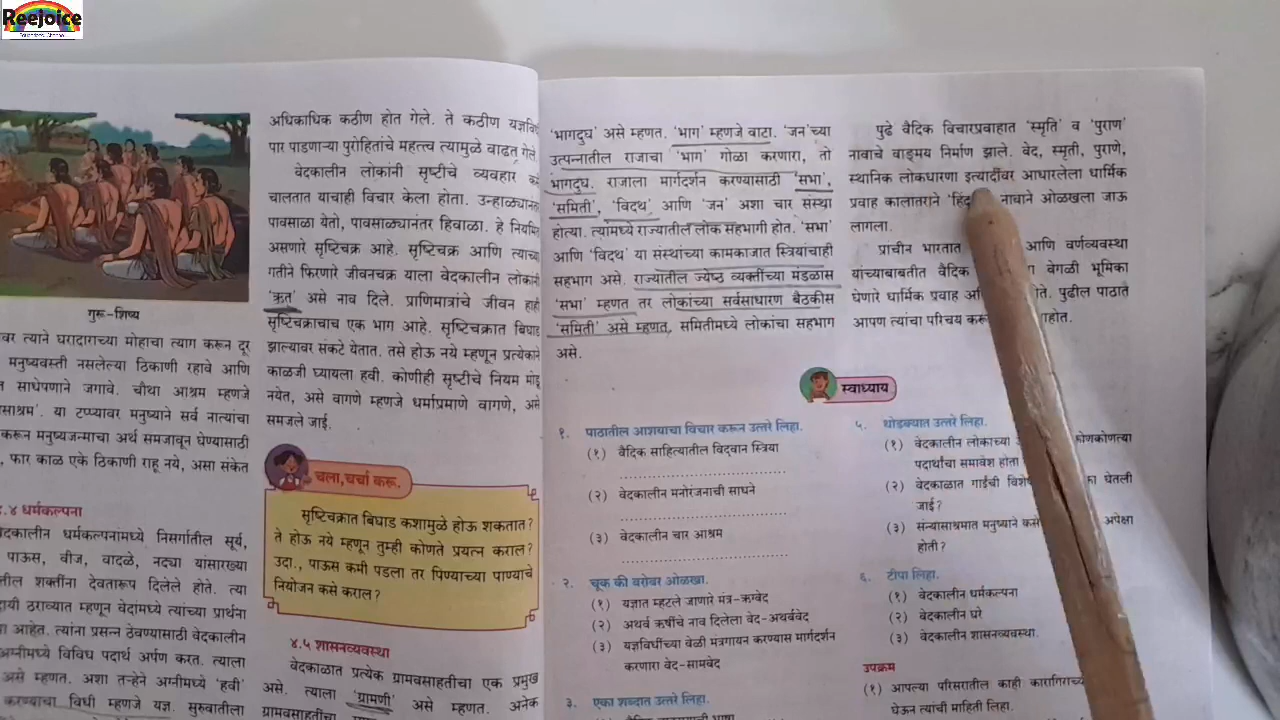 Reejoice
गुरू-शिष्य
वर त्याने घरादाराच्या मोहाचा त्याग करून दूर
मनुष्यवस्ती नसलेल्या ठिकाणी रहावे आणि
साधेपणाने जगावे. चौथा आश्रम म्हणजे
साश्रम'. या टप्प्यावर मनुष्याने सर्व नात्यांचा
करून मनुष्यजन्माचा अर्थ समजावून घेण्यासाठी
, फार काळ एके ठिकाणी राहू नये, असा संकेत
.४ धर्मकल्पना
वेदकालीन धर्मकल्पनांमध्ये निसर्गातील सूर्य,
पाऊस, वीज, वादळे, नद्या यांसारख्या
तील शक्तींना देवतारूप दिलेले होते. त्या
दायी ठराव्यात म्हणून वेदांमध्ये त्यांच्या प्रार्थना
आहेत. त्यांना प्रसन्न ठेवण्यासाठी वेदकालीन
अग्नीमध्ये विविध पदार्थ अर्पण करत. त्याला
असे म्हणत. अशा तऱ्हेने अग्नीमध्ये 'हवी'
करण्याचा विधी म्हणजे यज्ञ. सुरुवातीला
अधिकाधिक कठीण होत गेले. ते कठीण यज्ञविधी
पार पाडणाऱ्या पुरोहितांचे महत्त्व त्यामुळे वाढत गेले.
वेदकालीन लोकांनी सृष्टीचे व्यवहार कसे
चालतात याचाही विचार केला होता. उन्हाळ्यानंतर
पावसाळा येतो, पावसाळ्यानंतर हिवाळा. हे नियमित
असणारे सृष्टिचक्र आहे. सृष्टिचक्र आणि त्याच्या
गतीने फिरणारे जीवनचक्र याला वेदकालीन लोकांनी
'ऋत' असे नाव दिले. प्राणिमात्रांचे जीवन हाही
सृष्टिचक्राचाच एक भाग आहे. सृष्टिचक्रात बिघाड
झाल्यावर संकटे येतात. तसे होऊ नये म्हणून प्रत्येकाने
काळजी घ्यायला हवी. कोणीही सृष्टीचे नियम मोडू
नयेत, असे वागणे म्हणजे धर्माप्रमाणे वागणे, असे
समजले जाई.
चला, चर्चा करू.
सृष्टिचक्रात बिघाड कशामुळे होऊ शकतात?
ते होऊ नये म्हणून तुम्ही कोणते प्रयत्न कराल?
उदा., पाऊस कमी पडला तर पिण्याच्या पाण्याचे
नियोजन कसे कराल?
४.५ शासनव्यवस्था
वेदकाळात प्रत्येक ग्रामवसाहतीचा एक प्रमुख
असे. त्याला 'ग्रामणी' असे म्हणत. अनेक
ग्रामवसाहतींचा
'भागदुघ' असे म्हणत. 'भाग' म्हणजे वाटा. 'जन'च्या
उत्पन्नातील राजाचा 'भाग' गोळा करणारा, तो
भागदुघ. राजाला मार्गदर्शन करण्यासाठी 'सभा',
'समिती', 'विदथ' आणि 'जन' अशा चार संस्था
होत्या. त्यामध्ये राज्यातील लोक सहभागी होत. 'सभा'
आणि 'विदथ' या संस्थांच्या कामकाजात स्त्रियांचाही
सहभाग असे. राज्यातील ज्येष्ठ व्यक्तींच्या मंडळास
'सभा' म्हणत तर लोकांच्या सर्वसाधारण बैठकीस
'समिती' असे म्हणत, समितीमध्ये लोकांचा सहभाग
असे.
पुढे वैदिक विचारप्रवाहात 'स्मृति' व 'पुराण'
नावाचे वाङ्मय निर्माण झाले. वेद, स्मृती, पुराणे,
स्थानिक लोकधारणा इत्यादींवर आधारलेला धार्मिक
प्रवाह कालांतराने नावाने ओळखला जाऊ
लागला.
प्राचीन भारतात आणि वर्णव्यवस्था
यांच्याबाबतीत वैदिक वेगळी भूमिका
घेणारे धार्मिक प्रवाह होते. पुढील पाठात
आपण त्यांचा परिचय आहोत.
स्वाध्याय
१. पाठातील आशयाचा विचार करून उत्तरे लिहा.
(१) वैदिक साहित्यातील विद्वान स्त्रिया
(२) वेदकालीन मनोरंजनाची साधने
(३) वेदकालीन चार आश्रम
२. चूक की बरोबर ओळखा.
(१) यज्ञात म्हटले जाणारे मंत्र-ऋग्वेद
(२) अथर्व ऋषींचे नाव दिलेला वेद-अथर्ववेद
(३) यज्ञविधींच्या वेळी मंत्रगायन करण्यास मार्गदर्शन
करणारा वेद-सामवेद
३. एका शब्दात उत्तरे लिहा.
५. थोडक्यात उत्तरे लिहा.
(१) वेदकालीन लोकांच्या कोणकोणत्या
पदार्थांचा समावेश होता
(२) वेदकाळात गाईंची विशेष का घेतली
जाई?
(३) संन्यासाश्रमात मनुष्याने कसे अपेक्षा
होती?
६. टीपा लिहा.
(१) वेदकालीन धर्मकल्पना
(२) वेदकालीन घरे
(३) वेदकालीन शासनव्यवस्था.
उपक्रम
(१) आपल्या परिसरातील काही कारागिरांच्या
घेऊन त्यांची माहिती लिहा.